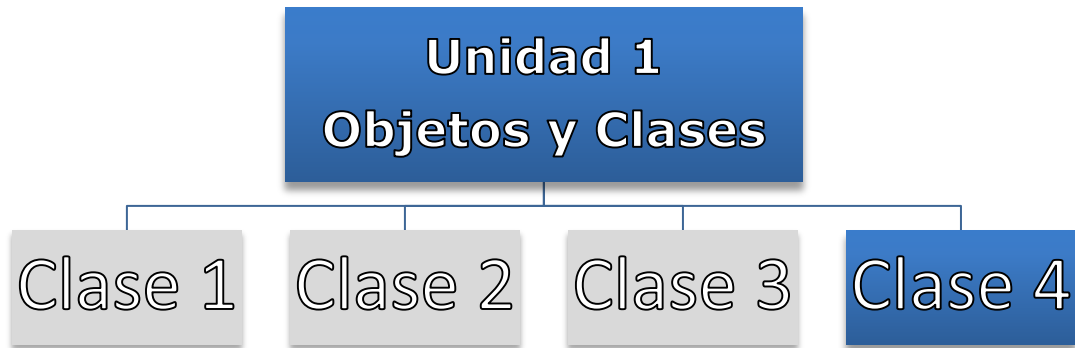 Unidad 1
Objetos y Clases
Clase 1
Clase 2
Clase 3
Clase 4